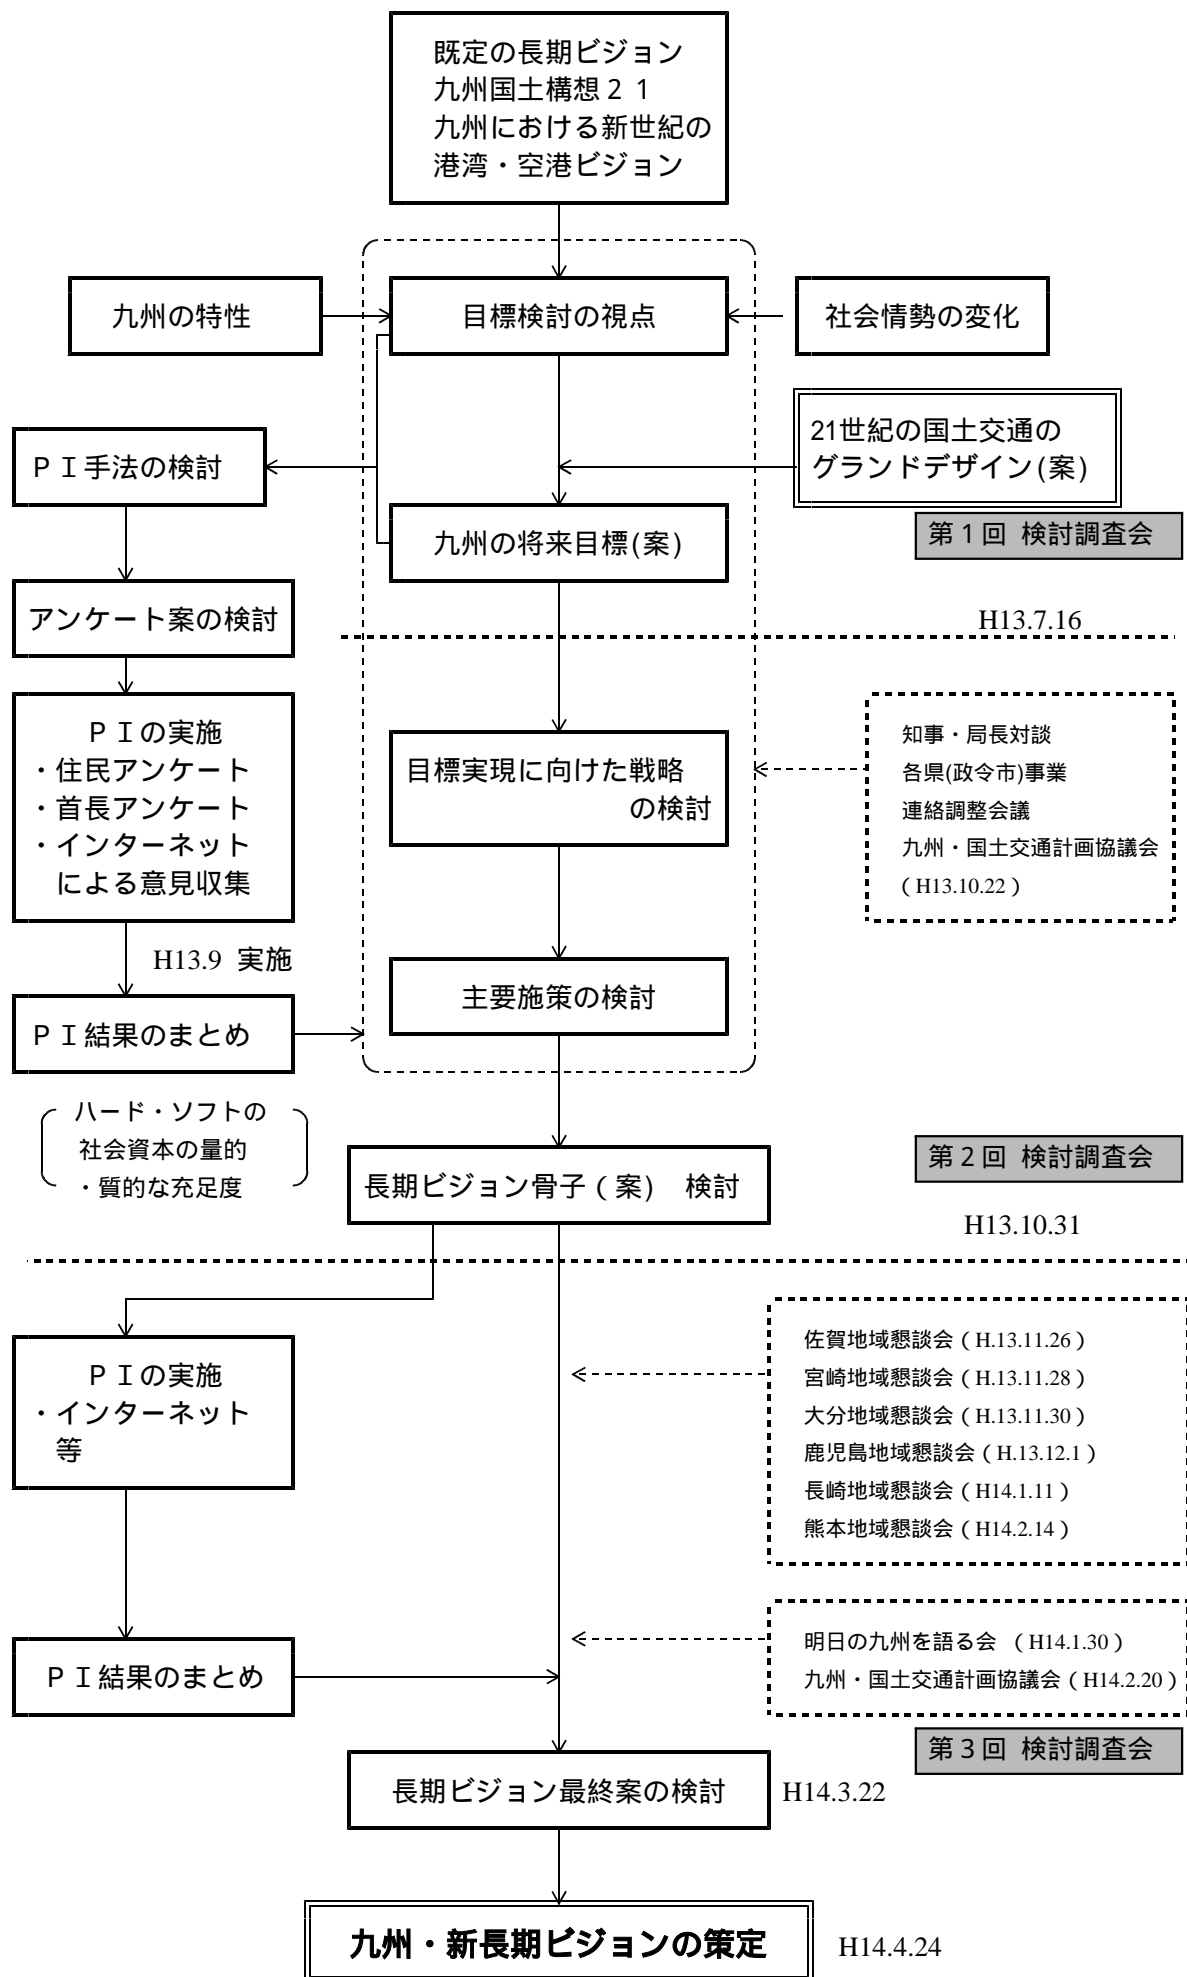 既定の長期ビジョン
九州国土構想２１
九州における新世紀の
港湾・空港ビジョン
九州の特性
目標検討の視点
社会情勢の変化
21世紀の国土交通の
グランドデザイン(案)
ＰＩ手法の検討
九州の将来目標(案)
第１回 検討調査会
アンケート案の検討
H13.7.16
ＰＩの実施
・住民アンケート
・首長アンケート
・インターネット
による意見収集
目標実現に向けた戦略
の検討
知事・局長対談
各県(政令市)事業
連絡調整会議
九州・国土交通計画協議会
（H13.10.22）
H13.9 実施
主要施策の検討
ＰＩ結果のまとめ
ハード・ソフトの
社会資本の量的
・質的な充足度
第２回 検討調査会
長期ビジョン骨子（案） 検討
H13.10.31
ＰＩの実施
・インターネット
等
佐賀地域懇談会（H.13.11.26）
宮崎地域懇談会（H.13.11.28）
大分地域懇談会（H.13.11.30）
鹿児島地域懇談会（H.13.12.1）
長崎地域懇談会（H14.1.11）
熊本地域懇談会（H14.2.14）
明日の九州を語る会 （H14.1.30）
九州・国土交通計画協議会（H14.2.20）
ＰＩ結果のまとめ
第３回 検討調査会
長期ビジョン最終案の検討
H14.3.22
九州・新長期ビジョンの策定
H14.4.24